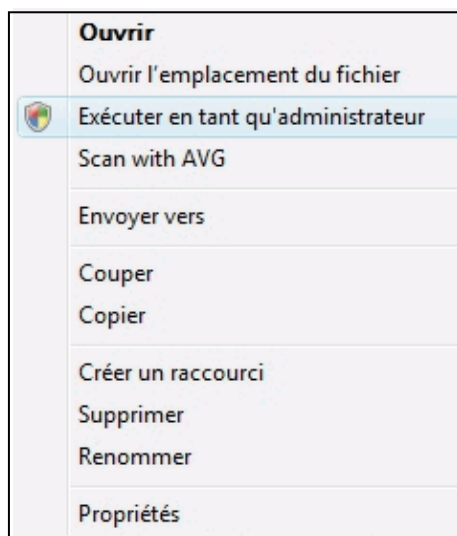 Ouvrir
Ouvrir l'emplacement du fichier
Exécuter en tant qu'administrateur
Scan with AVG
Envoyer vers
Couper
Copier
Créer un raccourci
Supprimer
Renommer
Propriétés